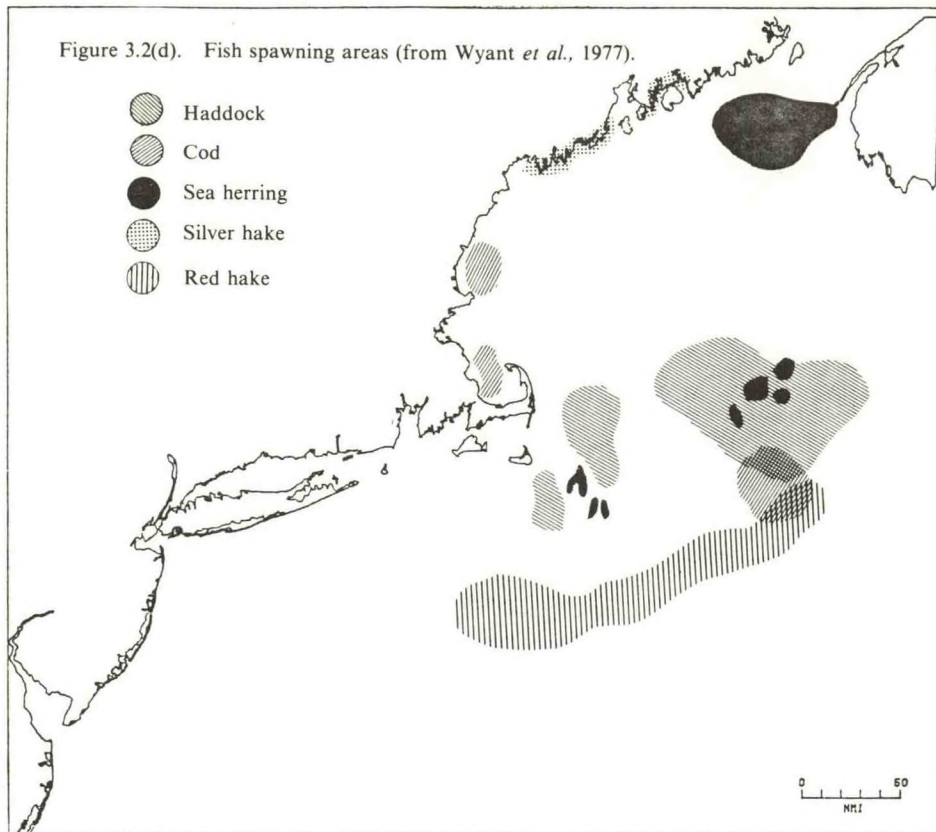 Figure 3.2(d). Fish spawning areas (from Wyant et al., 1977).
Haddock
Cod
Sea herring
Silver hake
Red hake
0 50
NMI